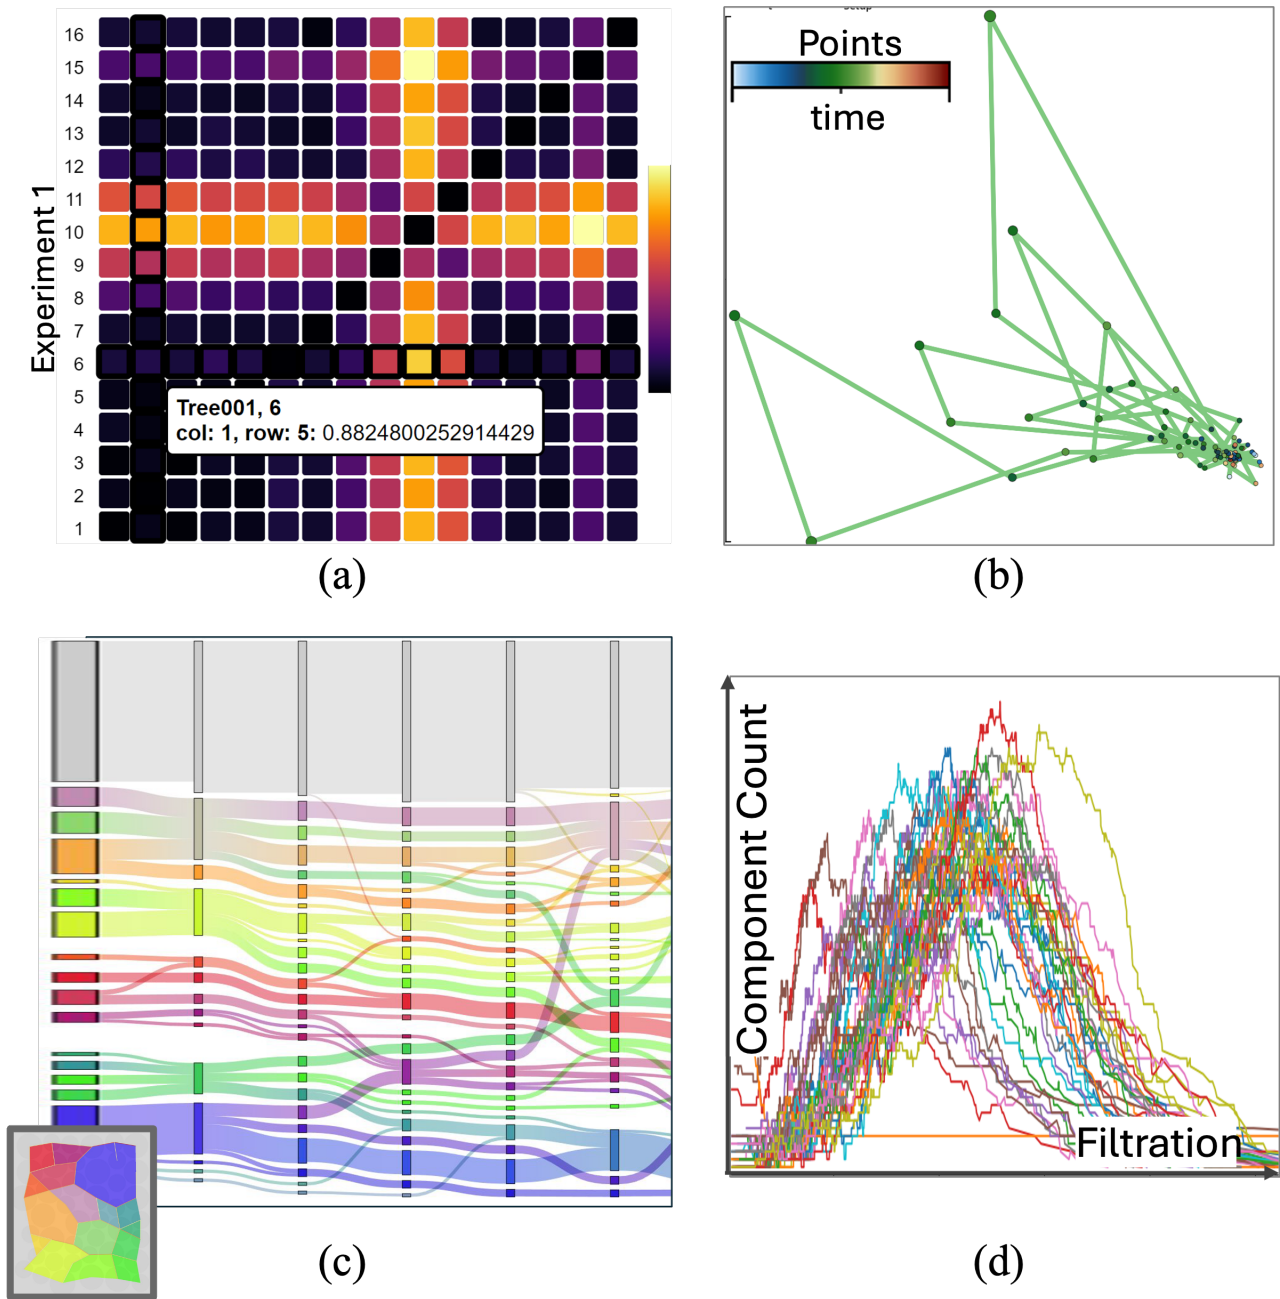 Experiment 1
16
15
14
13
12
11
10
9
8
7
6
5
4
3
2
1
Tree001, 6
col: 1, row: 5: 0.8824800252914429
(a)
Points
time
(b)
(c)
Component Count
Filtration
(d)